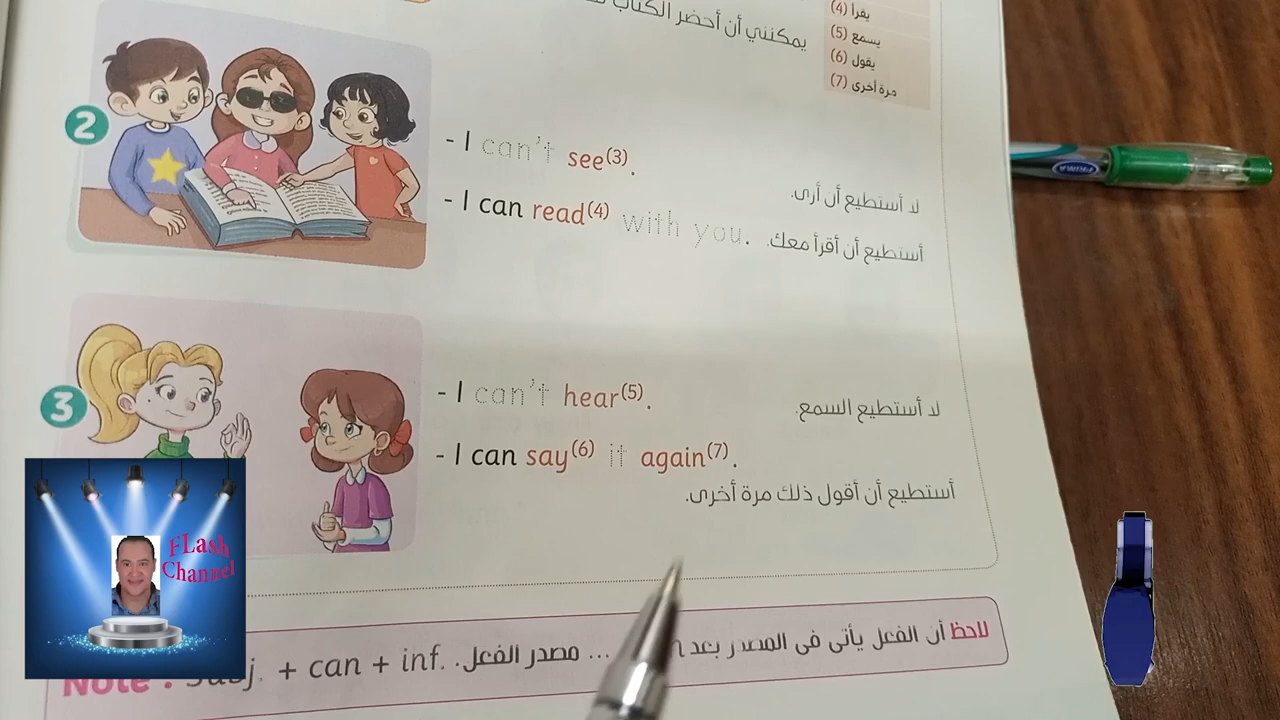 يمكنني أن أحضر الكتاب
يقرأ (4)
يسمع (5)
يقول (6)
مرة أخرى (7)
2
- I can't see(3).
لا أستطيع أن أرى.
- I can read(4) with you.
أستطيع أن أقرأ معك.
3
- I can't hear(5).
لا أستطيع السمع.
- I can say(6) it again(7).
أستطيع أن أقول ذلك مرة أخرى.
FLash
Channel
لاحظ أن الفعل يأتى فى المصدر بعد
Note : Subj. + can + inf. مصدر الفعل ...